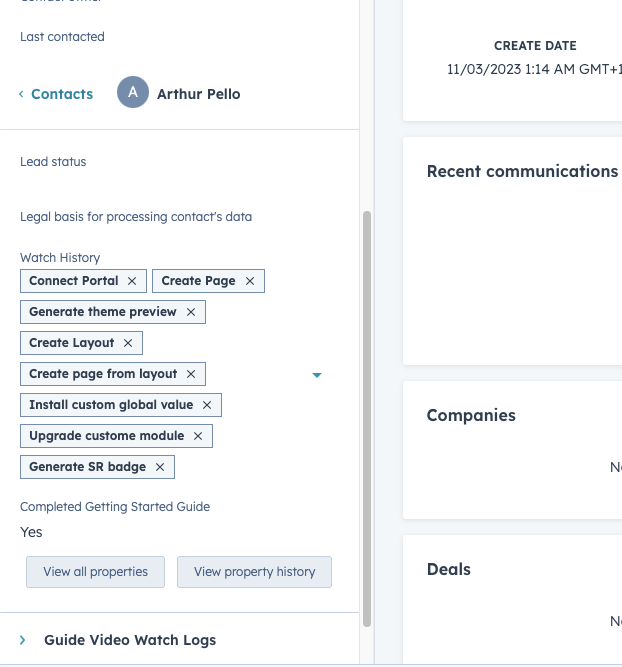 Last contacted
Contacts
A
Arthur Pello
Lead status
Legal basis for processing contact's data
Watch History
Connect Portal Create Page
Generate theme preview
Create Layout
Create page from layout
Install custom global value
Upgrade custome module
Generate SR badge
Completed Getting Started Guide
Yes
View all properties View property history
Guide Video Watch Logs
CREATE DATE
11/03/2023 1:14 AM GMT+1
Recent communications
Companies
Deals